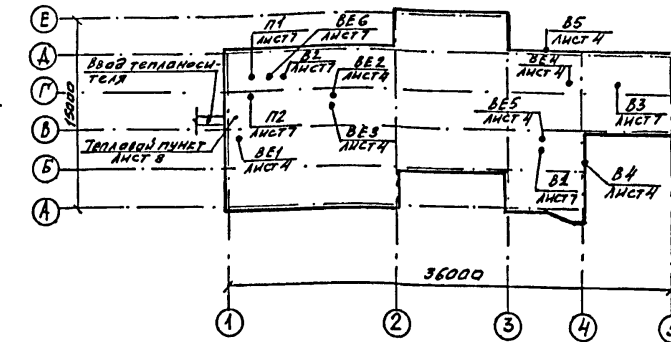 Е
П1
ЛИСТ 7
ВЕ6
ЛИСТ 7
В5
ЛИСТ 4
Д
Ввод теплоноси-
теля
В2
ЛИСТ 7
ВЕ2
ЛИСТ 4
ВЕ4
ЛИСТ 4
Г
15000
В
П2
ЛИСТ 7
ВЕ5
ЛИСТ 4
В3
ЛИСТ 7
Тепловой пункт
ЛИСТ 8
ВЕ1
ЛИСТ 4
ВЕ3
ЛИСТ 4
Б
В1
ЛИСТ 7
В4
ЛИСТ 4
А
36000
1
2
3
4